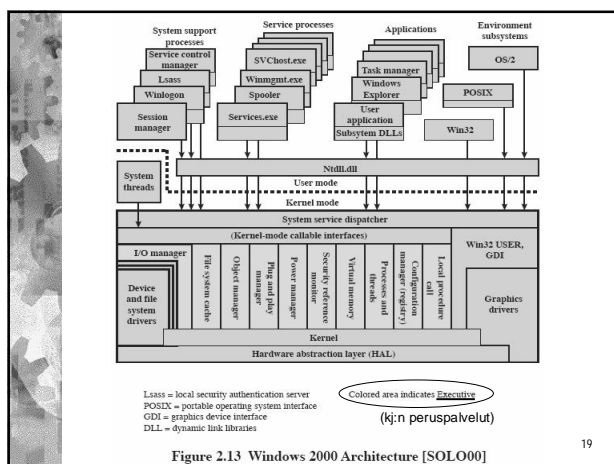 System support
processes
Service processes
Applications
Environment
subsystems
Service control
manager
Lsass
Winlogon
Session
manager
SVChost.exe
Winmgmt.exe
Spooler
Services.exe
Task manager
Windows
Explorer
User
application
Subsytem DLLs
OS/2
POSIX
Win32
System
threads
Ntdll.dll
User mode
Kernel mode
System service dispatcher
(Kernel-mode callable interfaces)
I/O manager
Device
and file
system
drivers
File system cache
Object manager
Plug and play
manager
Power manager
Security reference
monitor
Virtual memory
Processes and
threads
Configuration
manager (registry)
Local procedure
call
Win32 USER,
GDI
Graphics
drivers
Kernel
Hardware abstraction layer (HAL)
Lsass = local security authentication server
POSIX = portable operating system interface
GDI = graphics device interface
DLL = dynamic link libraries
Colored area indicates Executive
(kj:n peruspalvelut)
Figure 2.13 Windows 2000 Architecture [SOLO00]
19